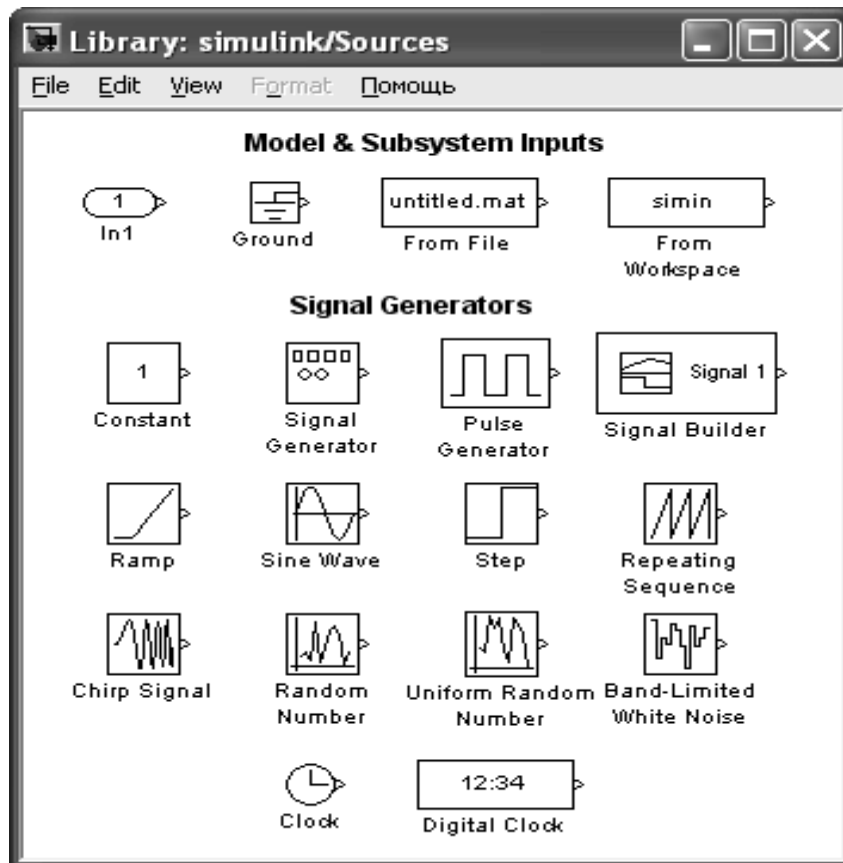 Library: simulink/Sources
File Edit View Format Помощь
Model & Subsystem Inputs
1 untitled.mat simin
In1 Ground From File From
Workspace
Signal Generators
1 Signal 1
Constant Signal Pulse Signal Builder
Generator Generator
Ramp Sine Wave Step Repeating
Sequence
Chirp Signal Random Uniform Random Band-Limited
Number Number White Noise
12:34
Clock Digital Clock